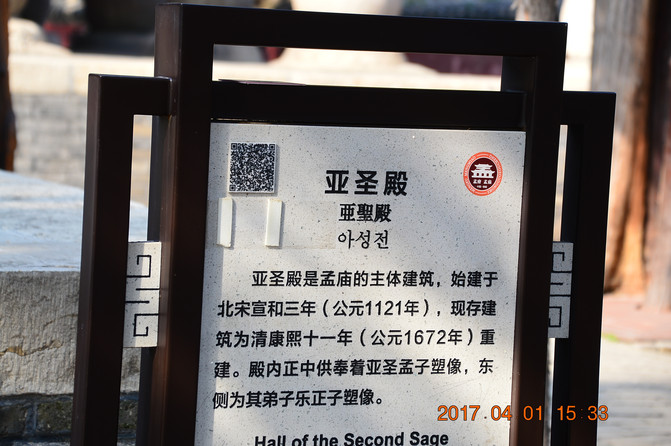 亚圣殿
亞聖殿
아성전
亚圣殿是孟庙的主体建筑，始建于
北宋宣和三年（公元1121年），现存建
筑为清康熙十一年（公元1672年）重
建。殿内正中供奉着亚圣孟子塑像，东
侧为其弟子乐正子塑像。
Hall of the Second Sage
2017.04.01 15:33